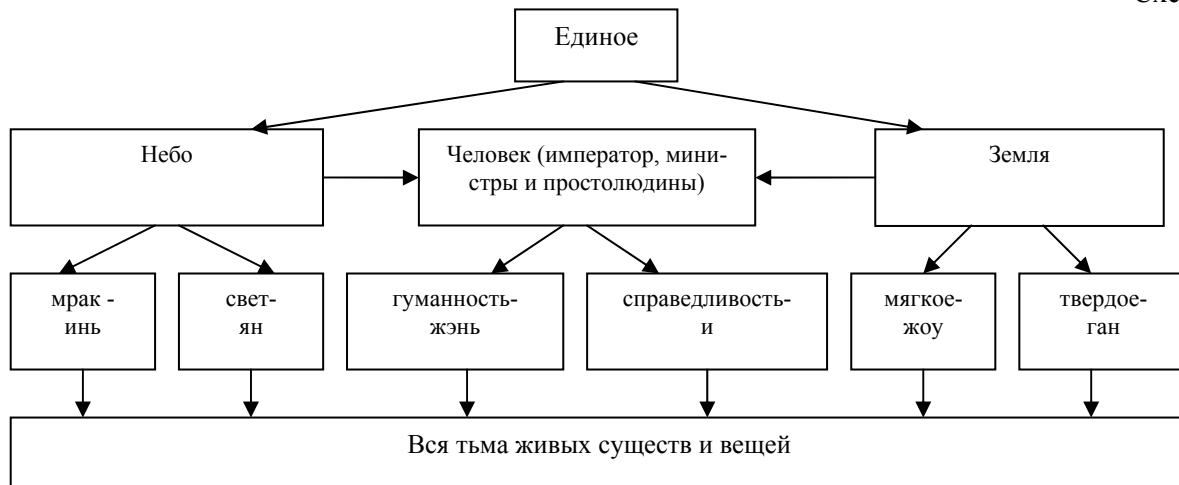 Единое
Небо
Человек (император, мини-
стры и простолюдины)
Земля
мрак -
инь
свет-
ян
гуманность-
жэнь
справедливость-
и
мягкое-
жоу
твердое-
ган
Вся тьма живых существ и вещей